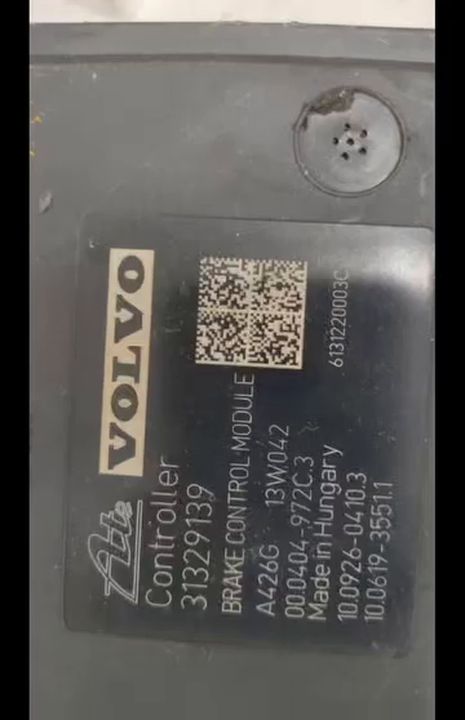 Ate VOLVO
Controller
31329139
BRAKE CONTROL MODULE
A426G 13W042
00.0404-972C.3
Made in Hungary
10.0926-0410.3
10.0619-3551.1
6131220003C